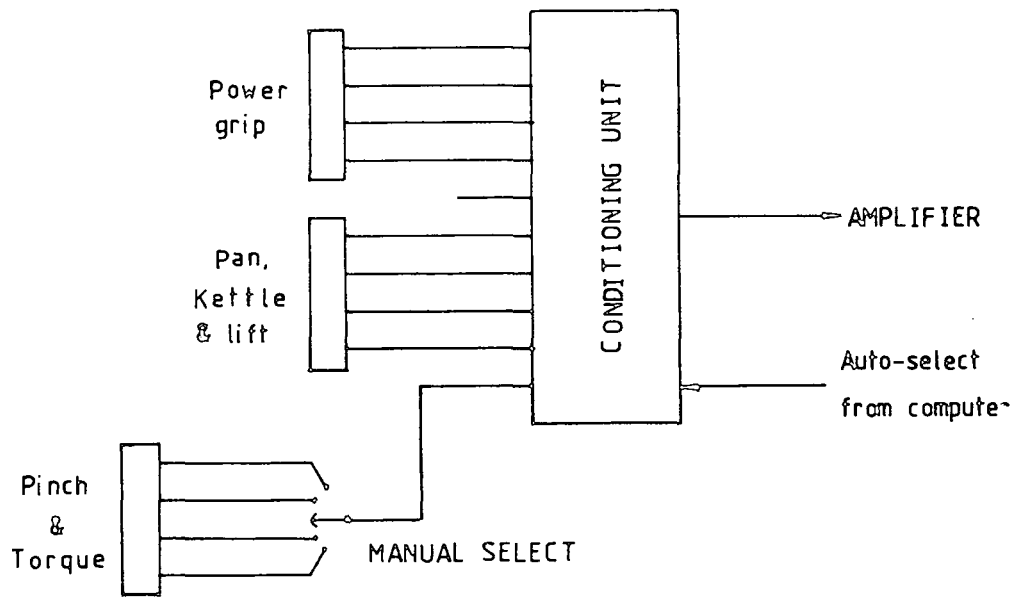 Power
grip
CONDITIONING UNIT
AMPLIFIER
Pan,
Kettle
& lift
Auto-select
from compute
Pinch
&
Torque
MANUAL SELECT